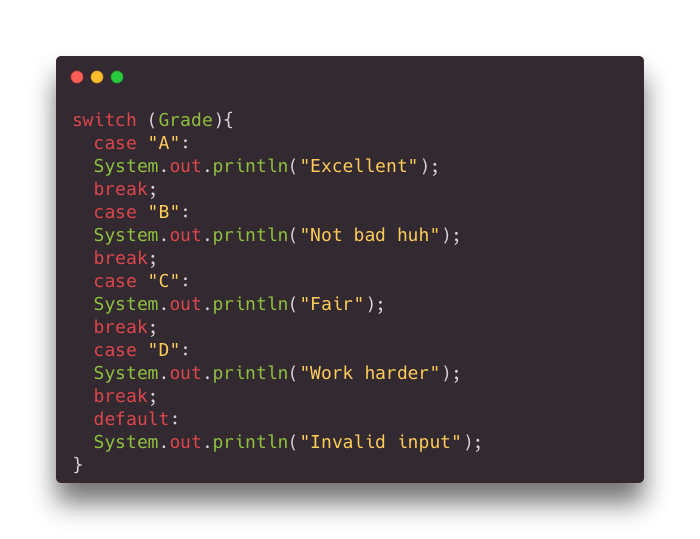 switch (Grade){
  case "A":
  System.out.println("Excellent");
  break;
  case "B":
  System.out.println("Not bad huh");
  break;
  case "C":
  System.out.println("Fair");
  break;
  case "D":
  System.out.println("Work harder");
  break;
  default:
  System.out.println("Invalid input");
}